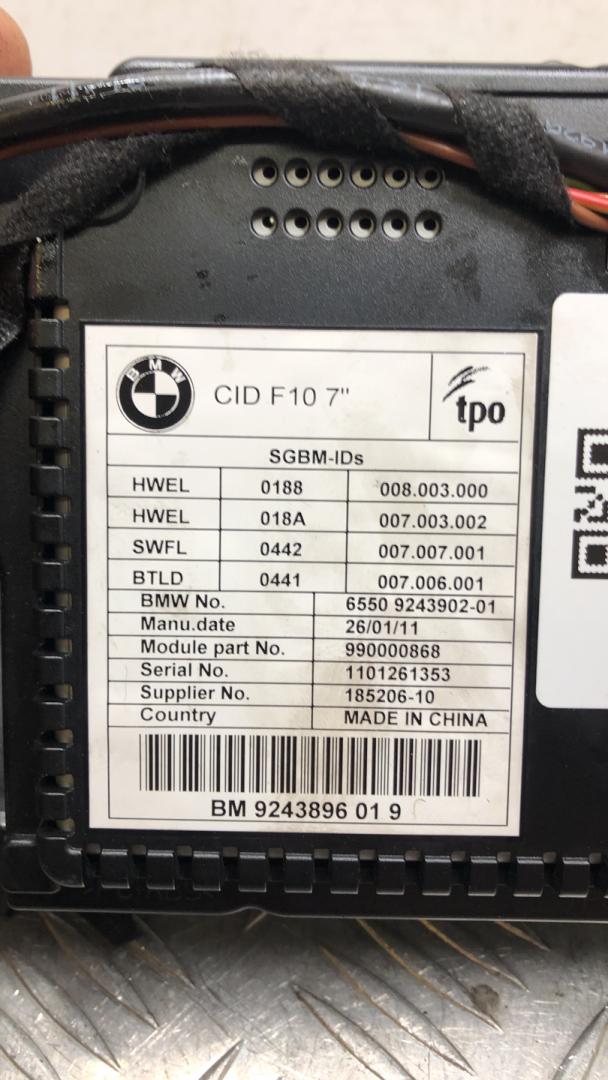 BMW
CID F10 7"
tpo
SGBM-IDs
HWEL 0188 008.003.000
HWEL 018A 007.003.002
SWFL 0442 007.007.001
BTLD 0441 007.006.001
BMW No. 6550 9243902-01
Manu.date 26/01/11
Module part No. 990000868
Serial No. 1101261353
Supplier No. 185206-10
Country MADE IN CHINA
BM 9243896 01 9